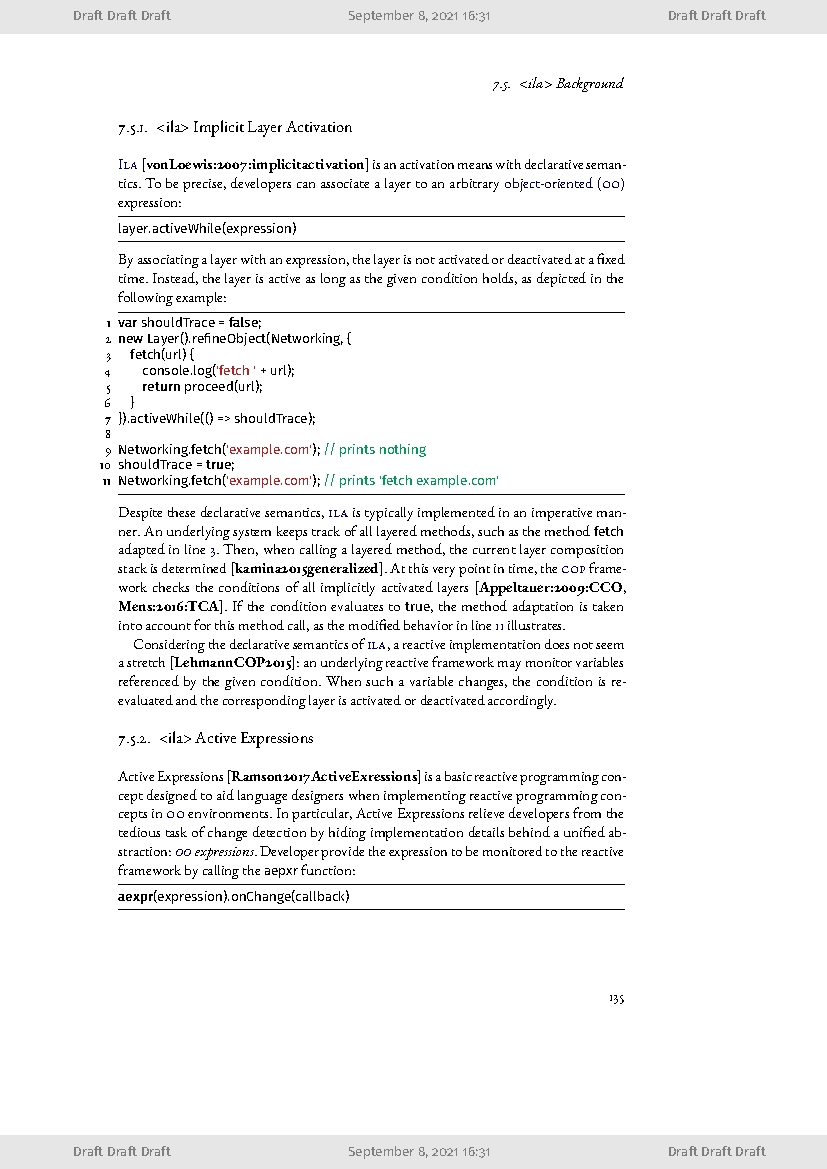 Draft Draft Draft September 8, 2021 16:31 Draft Draft Draft
7.5. <ila> Background
7.5.1. <ila> Implicit Layer Activation
ILA [vonLoewis:2007:implicitactivation] is an activation means with declarative seman-
tics. To be precise, developers can associate a layer to an arbitrary object-oriented (OO)
expression:
layer.activeWhile(expression)
By associating a layer with an expression, the layer is not activated or deactivated at a fixed
time. Instead, the layer is active as long as the given condition holds, as depicted in the
following example:
1 var shouldTrace = false;
2 new Layer().refineObject(Networking, {
3 fetch(url) {
4 console.log('fetch ' + url);
5 return proceed(url);
6 }
7 }).activeWhile(() => shouldTrace);
8
9 Networking.fetch('example.com'); // prints nothing
10 shouldTrace = true;
11 Networking.fetch('example.com'); // prints 'fetch example.com'
Despite these declarative semantics, ILA is typically implemented in an imperative man-
ner. An underlying system keeps track of all layered methods, such as the method fetch
adapted in line 3. Then, when calling a layered method, the current layer composition
stack is determined [kamina2015generalized]. At this very point in time, the COP frame-
work checks the conditions of all implicitly activated layers [Appeltauer:2009:CCO,
Mens:2016:TCA]. If the condition evaluates to true, the method adaptation is taken
into account for this method call, as the modified behavior in line 11 illustrates.
Considering the declarative semantics of ILA, a reactive implementation does not seem
a stretch [LehmannCOP2015]: an underlying reactive framework may monitor variables
referenced by the given condition. When such a variable changes, the condition is re-
evaluated and the corresponding layer is activated or deactivated accordingly.
7.5.2. <ila> Active Expressions
Active Expressions [Ramson2017ActiveExressions] is a basic reactive programming con-
cept designed to aid language designers when implementing reactive programming con-
cepts in OO environments. In particular, Active Expressions relieve developers from the
tedious task of change detection by hiding implementation details behind a unified ab-
straction: OO expressions. Developer provide the expression to be monitored to the reactive
framework by calling the aepxr function:
aexpr(expression).onChange(callback)
135
Draft Draft Draft September 8, 2021 16:31 Draft Draft Draft